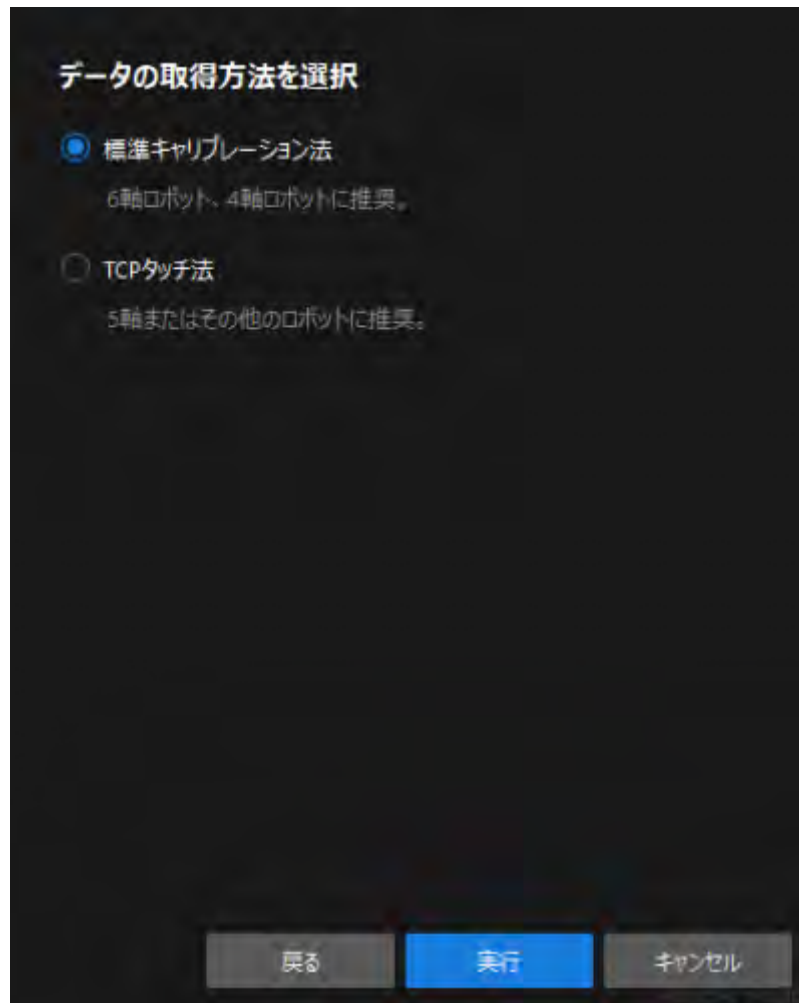 データの取得方法を選択
標準キャリブレーション法
6軸ロボット、4軸ロボットに推奨。
TCPタッチ法
5軸またはその他のロボットに推奨。
戻る
実行
キャンセル